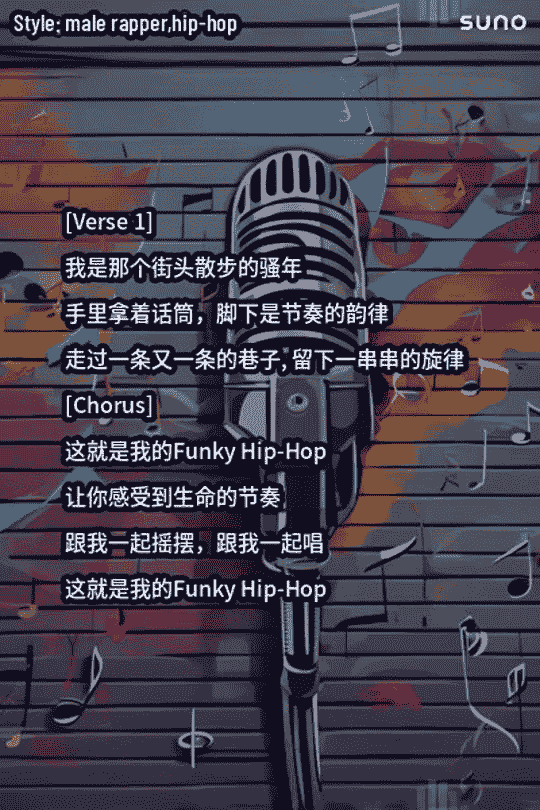 Style: male rapper,hip-hop
suno
[Verse 1]
我是那个街头散步的骚年
手里拿着话筒，脚下是节奏的韵律
走过一条又一条的巷子, 留下一串串的旋律
[Chorus]
这就是我的Funky Hip-Hop
让你感受到生命的节奏
跟我一起摇摆，跟我一起唱
这就是我的Funky Hip-Hop